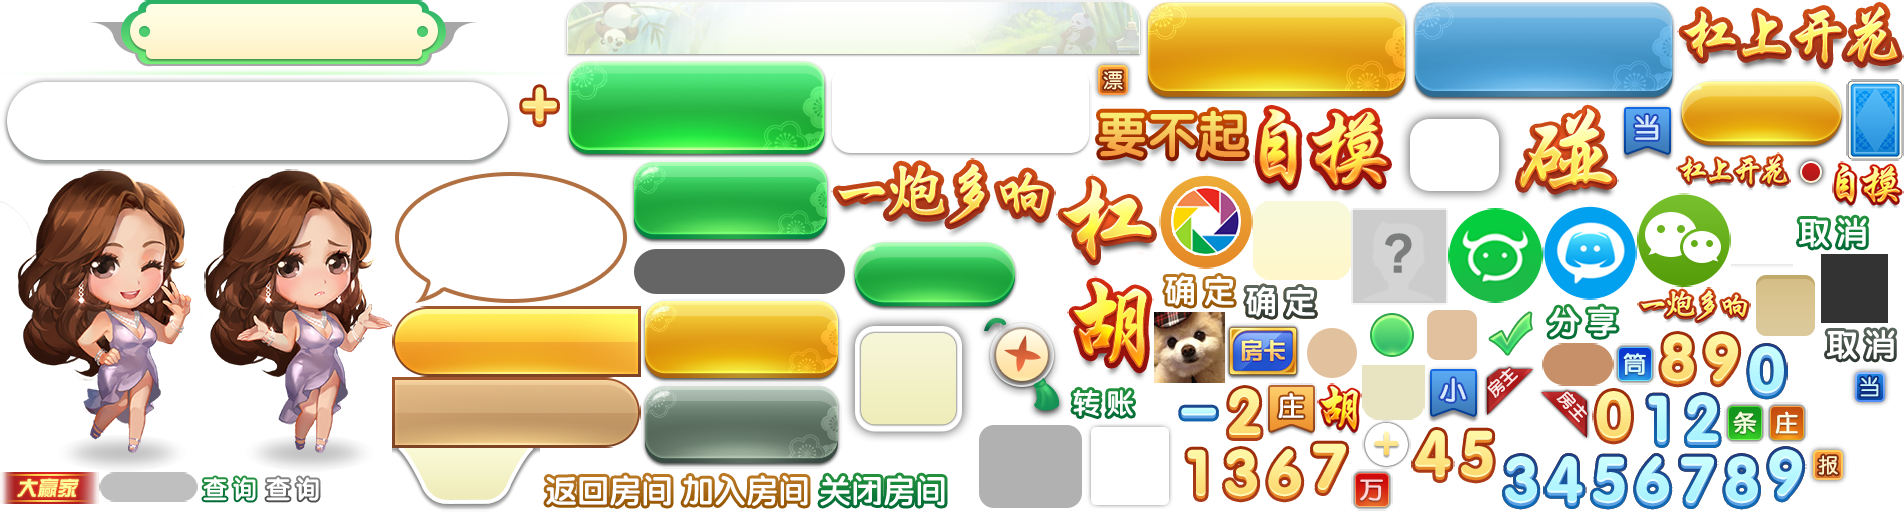 杠上开花
漂
要不起
自摸
碰
当
杠上开花
自摸
一炮多响
杠
?
取消
胡
确定
确定
一炮多响
分享
取消
房卡
筒
890
当
转账
小
房主
房主
-2
庄
胡
012
条
庄
大赢家
查询
查询
返回房间
加入房间
关闭房间
1367
万
+
45
3456789
报